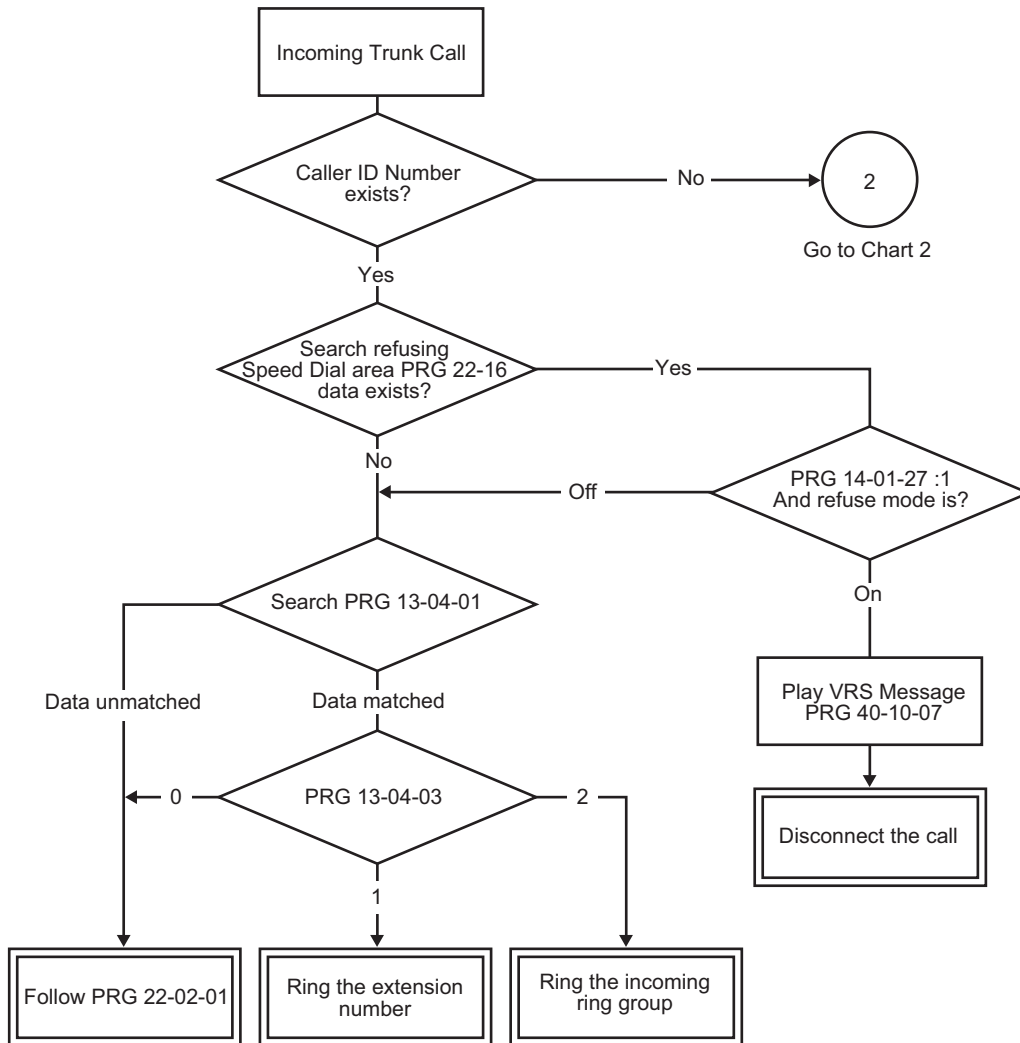 Incoming Trunk Call
Caller ID Number
exists?
No
2
Go to Chart 2
Yes
Search refusing
Speed Dial area PRG 22-16
data exists?
Yes
No
PRG 14-01-27 :1
And refuse mode is?
Off
On
Search PRG 13-04-01
Play VRS Message
PRG 40-10-07
Data unmatched
Data matched
0
PRG 13-04-03
2
Disconnect the call
1
Follow PRG 22-02-01
Ring the extension
number
Ring the incoming
ring group